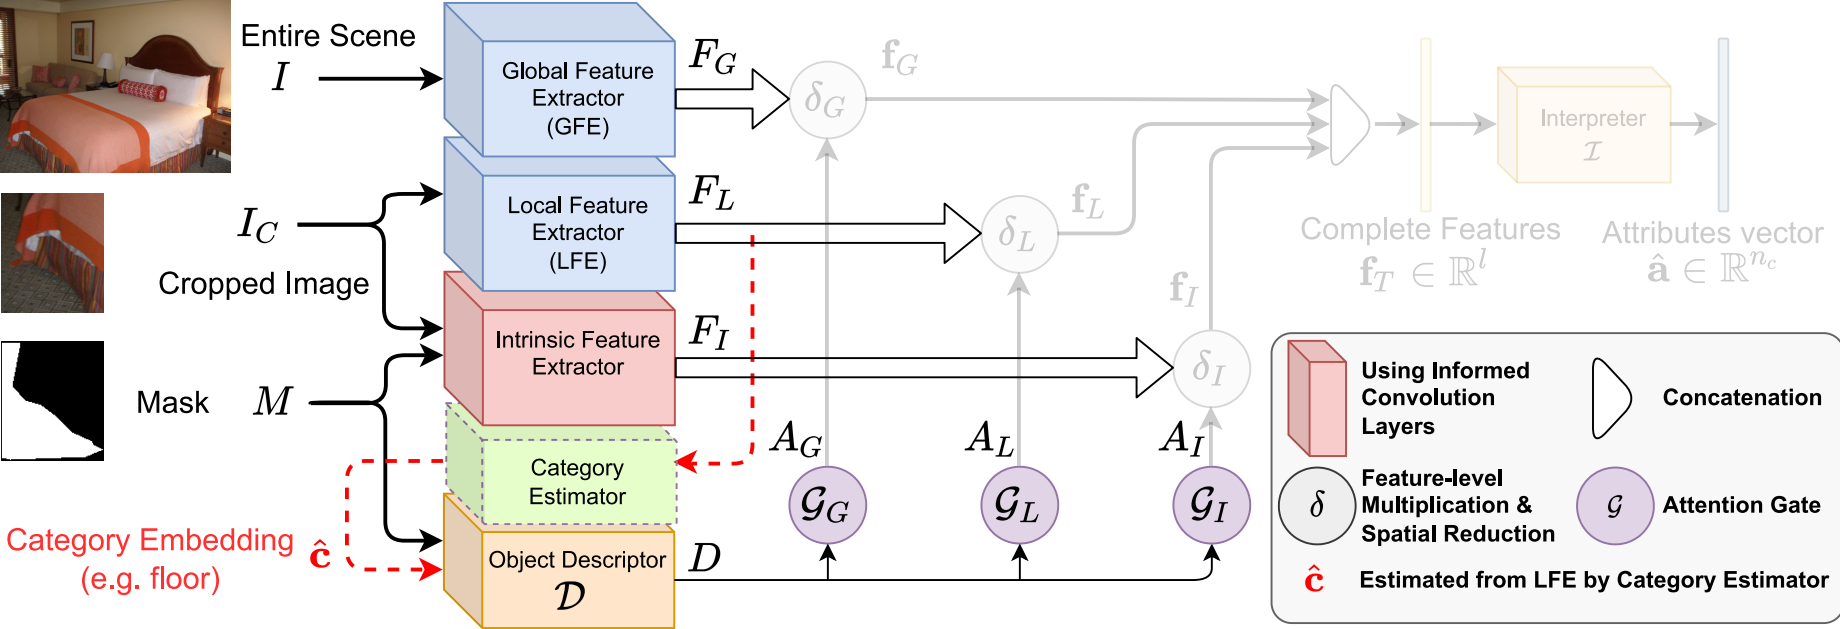 Entire Scene
I
Global Feature
Extractor
(GFE)
F_G
δ_G
f_G
Interpreter
I
Local Feature
Extractor
(LFE)
F_L
δ_L
f_L
I_C
Cropped Image
Complete Features
f_T ∈ ℝ^l
Attributes vector
â ∈ ℝ^{n_c}
Intrinsic Feature
Extractor
F_I
δ_I
f_I
Mask
M
Category
Estimator
A_G
A_L
A_I
𝒢_G
𝒢_L
𝒢_I
Category Embedding
(e.g. floor)
ĉ
Object Descriptor
𝒟
D
Using Informed
Convolution
Layers
Concatenation
δ
Feature-level
Multiplication &
Spatial Reduction
𝒢
Attention Gate
ĉ
Estimated from LFE by Category Estimator